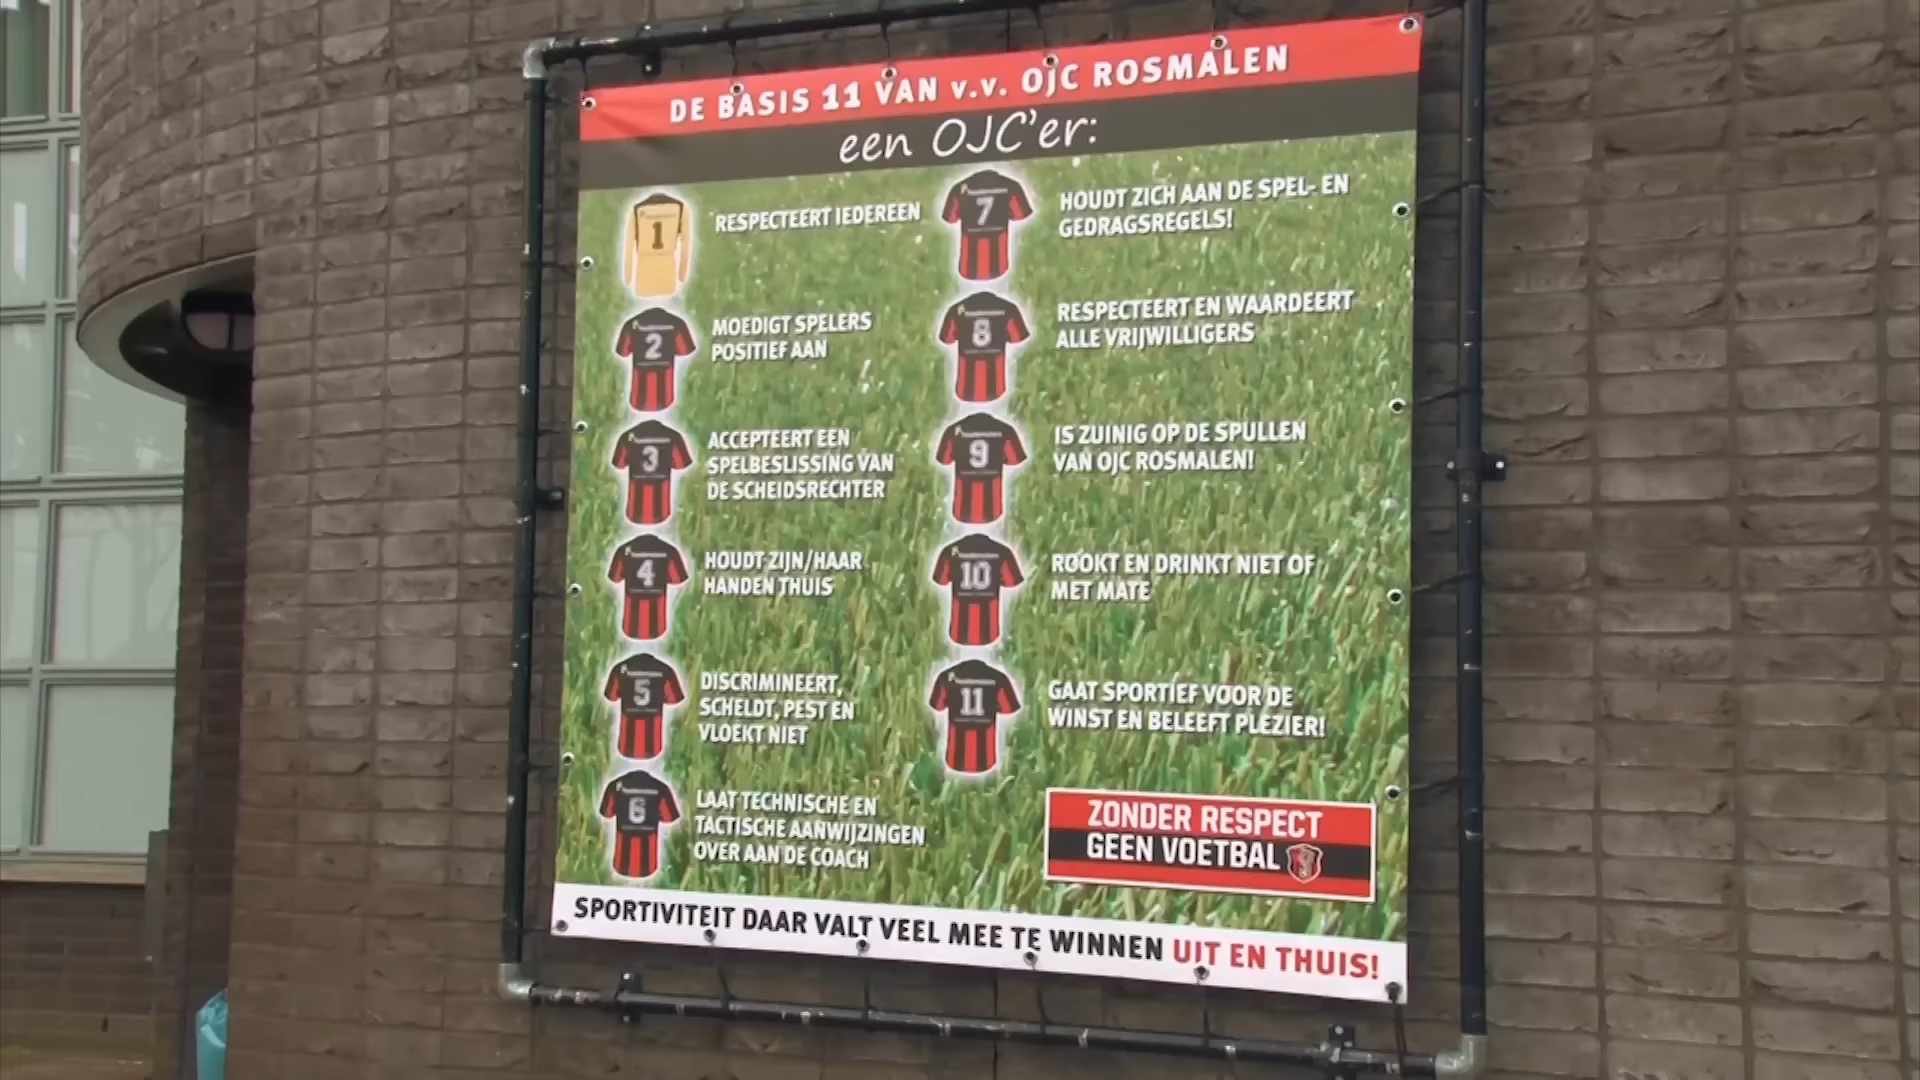 DE BASIS 11 VAN v.v. OJC ROSMALEN
een OJC'er:
1
RESPECTEERT IEDEREEN
2
MOEDIGT SPELERS
POSITIEF AAN
3
ACCEPTEERT EEN
SPELBESLISSING VAN
DE SCHEIDSRECHTER
4
HOUDT ZIJN/HAAR
HANDEN THUIS
5
DISCRIMINEERT,
SCHELDT, PEST EN
VLOEKT NIET
6
LAAT TECHNISCHE EN
TACTISCHE AANWIJZINGEN
OVER AAN DE COACH
7
HOUDT ZICH AAN DE SPEL- EN
GEDRAGSREGELS!
8
RESPECTEERT EN WAARDEERT
ALLE VRIJWILLIGERS
9
IS ZUINIG OP DE SPULLEN
VAN OJC ROSMALEN!
10
ROOKT EN DRINKT NIET OF
MET MATE
11
GAAT SPORTIEF VOOR DE
WINST EN BELEEFT PLEZIER!
ZONDER RESPECT
GEEN VOETBAL
SPORTIVITEIT DAAR VALT VEEL MEE TE WINNEN UIT EN THUIS!